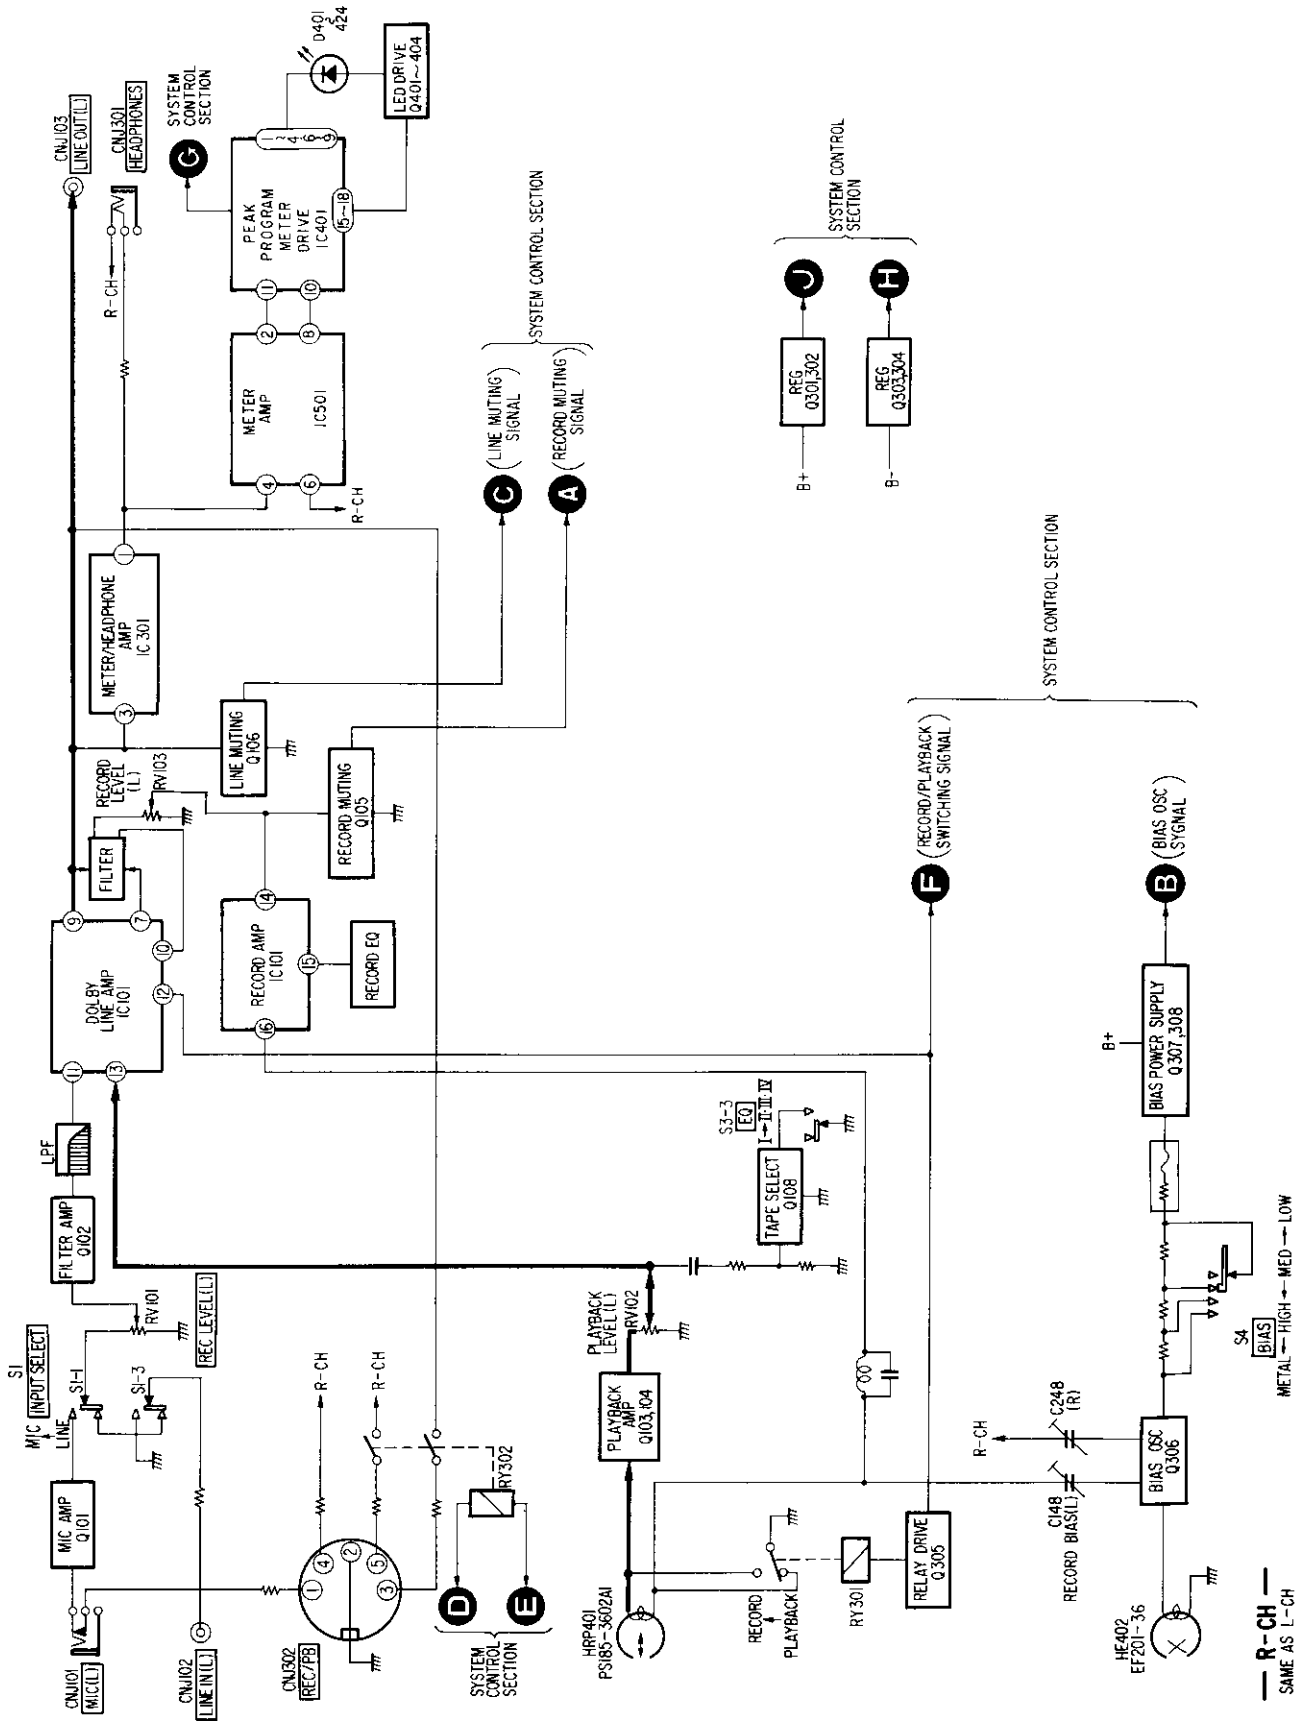 CNJ101
MIC(L)
MIC AMP
Q101
S1
INPUT SELECT
MIC
LINE
S1-1
S1-3
RV101
REC LEVEL(L)
FILTER AMP
Q102
LPF
11
13
DOLBY
LINE AMP
IC101
9
7
10
12
FILTER
RECORD
LEVEL
(L)
RV103
3
METER/HEADPHONE
AMP
IC301
1
R-CH
CNJ103
LINE OUT(L)
CNJ301
HEADPHONES
CNJ102
LINE IN(L)
16
RECORD AMP
IC101
14
15
RECORD EQ
LINE MUTING
Q106
RECORD MUTING
Q105
4
6
R-CH
METER
AMP
IC501
2
8
11
10
PEAK
PROGRAM
METER
DRIVE
IC401
1
4
6
9
15~18
G
SYSTEM
CONTROL
SECTION
D401
424
LED DRIVE
Q401~404
CNJ302
REC/PB
1
4
2
5
3
R-CH
R-CH
RY302
D
E
SYSTEM
CONTROL
SECTION
C
(LINE MUTING
SIGNAL)
A
(RECORD MUTING
SIGNAL)
SYSTEM CONTROL SECTION
HRP401
PS185-3602A1
PLAYBACK
AMP
Q103,104
PLAYBACK
LEVEL(L)
RV102
TAPE SELECT
Q108
S3-3
EQ
I↔II·III·IV
RECORD
PLAYBACK
RY301
RELAY DRIVE
Q305
F
(RECORD/PLAYBACK
SWITCHING SIGNAL)
B+
REG
Q301,302
J
B-
REG
Q303,304
H
SYSTEM CONTROL
SECTION
SYSTEM CONTROL SECTION
HE402
EF201-36
C148
RECORD BIAS(L)
R-CH
C248
(R)
BIAS OSC
Q306
S4
BIAS
METAL ← HIGH ← MED → LOW
B+
BIAS POWER SUPPLY
Q307,308
B
(BIAS OSC
SYGNAL)
R-CH
SAME AS L-CH